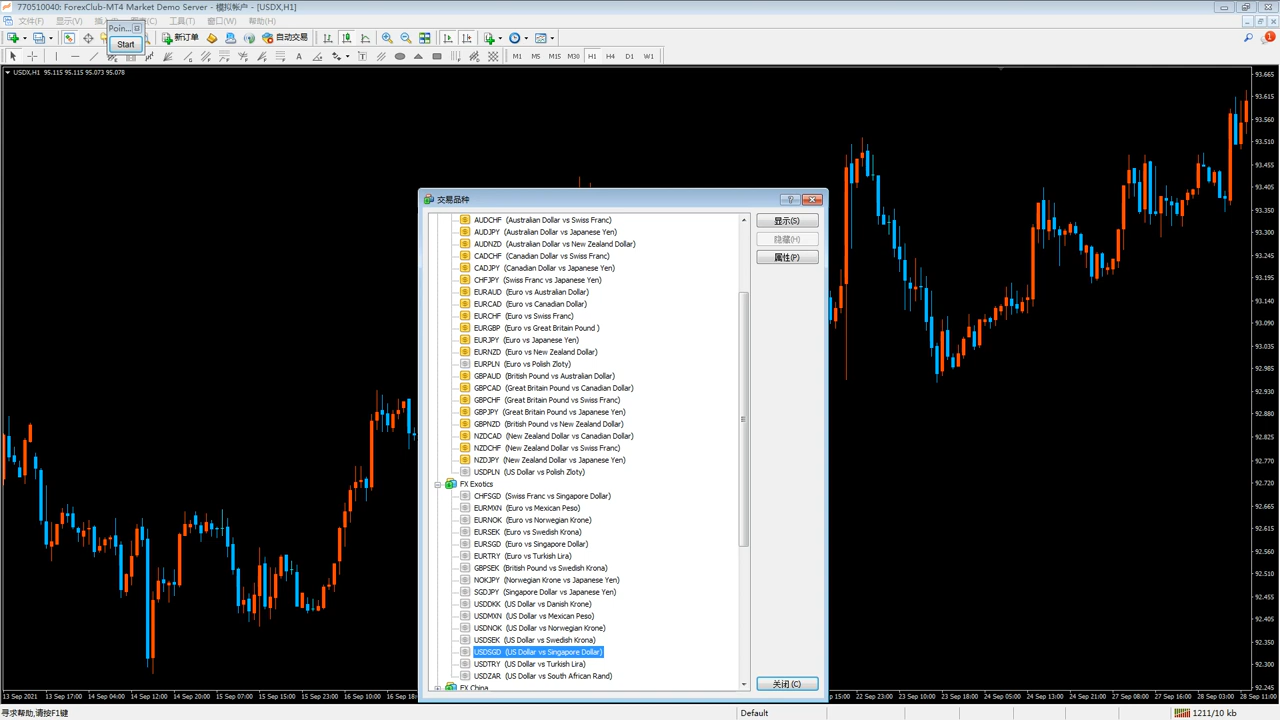 770510040: ForexClub-MT4 Market Demo Server - 模拟帐户 - [USDX,H1]
文件(F) 显示(V) 工具(T) 窗口(W) 帮助(H)
Poin...
Start
新订单 自动交易
M1 M5 M15 M30 H1 H4 D1 W1
USDX,H1 95.115 95.115 95.073 95.078
交易品种
AUDCHF (Australian Dollar vs Swiss Franc)
AUDJPY (Australian Dollar vs Japanese Yen)
AUDNZD (Australian Dollar vs New Zealand Dollar)
CADCHF (Canadian Dollar vs Swiss Franc)
CADJPY (Canadian Dollar vs Japanese Yen)
CHFJPY (Swiss Franc vs Japanese Yen)
EURAUD (Euro vs Australian Dollar)
EURCAD (Euro vs Canadian Dollar)
EURCHF (Euro vs Swiss Franc)
EURGBP (Euro vs Great Britain Pound )
EURJPY (Euro vs Japanese Yen)
EURNZD (Euro vs New Zealand Dollar)
EURPLN (Euro vs Polish Zloty)
GBPAUD (British Pound vs Australian Dollar)
GBPCAD (Great Britain Pound vs Canadian Dollar)
GBPCHF (Great Britain Pound vs Swiss Franc)
GBPJPY (Great Britain Pound vs Japanese Yen)
GBPNZD (British Pound vs New Zealand Dollar)
NZDCAD (New Zealand Dollar vs Canadian Dollar)
NZDCHF (New Zealand Dollar vs Swiss Franc)
NZDJPY (New Zealand Dollar vs Japanese Yen)
USDPLN (US Dollar vs Polish Zloty)
FX Exotics
CHFSGD (Swiss Franc vs Singapore Dollar)
EURMXN (Euro vs Mexican Peso)
EURNOK (Euro vs Norwegian Krone)
EURSEK (Euro vs Swedish Krona)
EURSGD (Euro vs Singapore Dollar)
EURTRY (Euro vs Turkish Lira)
GBPSEK (British Pound vs Swedish Krona)
NOKJPY (Norwegian Krone vs Japanese Yen)
SGDJPY (Singapore Dollar vs Japanese Yen)
USDDKK (US Dollar vs Danish Krone)
USDMXN (US Dollar vs Mexican Peso)
USDNOK (US Dollar vs Norwegian Krone)
USDSEK (US Dollar vs Swedish Krona)
USDSGD (US Dollar vs Singapore Dollar)
USDTRY (US Dollar vs Turkish Lira)
USDZAR (US Dollar vs South African Rand)
FX China
显示(S)
隐藏(H)
属性(P)
关闭 (C)
93.665
93.615
93.560
93.510
93.455
93.405
93.350
93.300
93.245
93.195
93.140
93.090
93.035
92.985
92.930
92.880
92.825
92.770
92.720
92.665
92.615
92.560
92.510
92.455
92.405
92.350
92.300
92.245
13 Sep 2021 13 Sep 17:00 14 Sep 04:00 14 Sep 12:00 14 Sep 20:00 15 Sep 07:00 15 Sep 15:00 15 Sep 23:00 16 Sep 10:00 16 Sep 18: 15:00 22 Sep 23:00 23 Sep 10:00 23 Sep 18:00 24 Sep 05:00 24 Sep 13:00 24 Sep 21:00 27 Sep 08:00 27 Sep 16:00 28 Sep 03:00 28 Sep 11:00
寻求帮助,请按F1键 Default 1211/10 kb